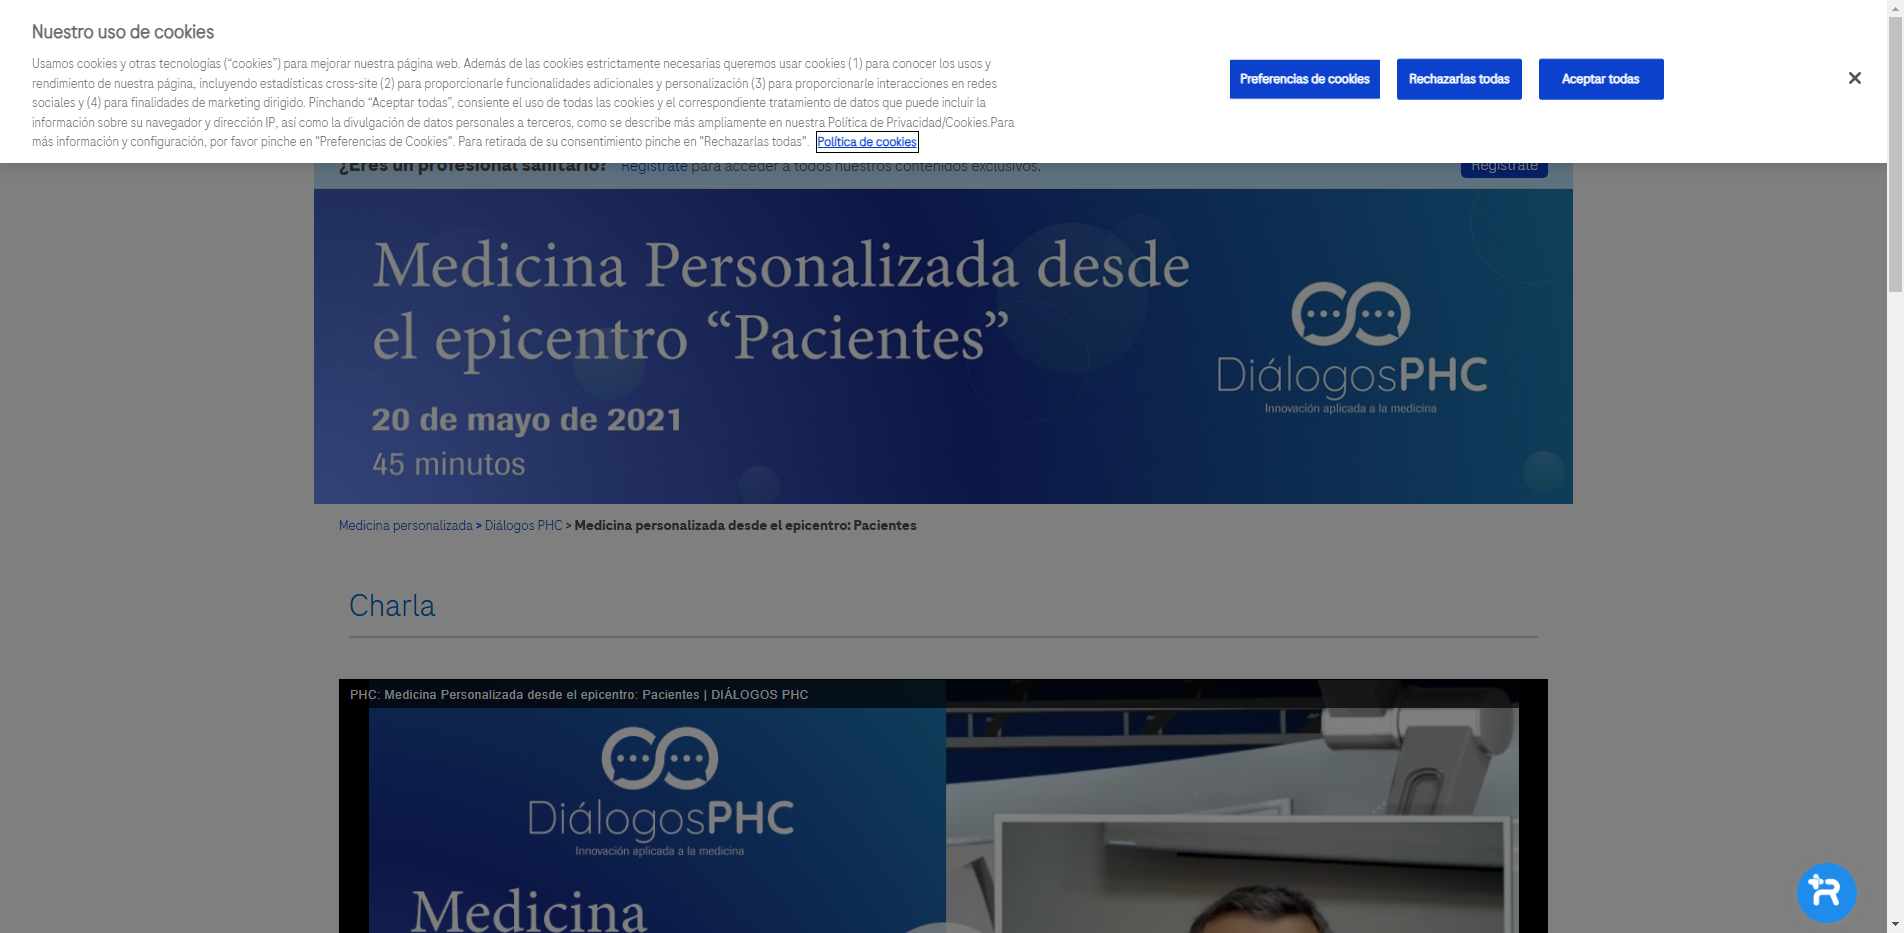 Nuestro uso de cookies
Usamos cookies y otras tecnologías (“cookies”) para mejorar nuestra página web. Además de las cookies estrictamente necesarias queremos usar cookies (1) para conocer los usos y
rendimiento de nuestra página, incluyendo estadísticas cross-site (2) para proporcionarle funcionalidades adicionales y personalización (3) para proporcionarle interacciones en redes
sociales y (4) para finalidades de marketing dirigido. Pinchando “Aceptar todas”, consiente el uso de todas las cookies y el correspondiente tratamiento de datos que puede incluir la
información sobre su navegador y dirección IP, así como la divulgación de datos personales a terceros, como se describe más ampliamente en nuestra Política de Privacidad/Cookies.Para
más información y configuración, por favor pinche en "Preferencias de Cookies". Para retirada de su consentimiento pinche en "Rechazarlas todas". Política de cookies
Preferencias de cookies
Rechazarlas todas
Aceptar todas
¿Eres un profesional sanitario? Regístrate para acceder a todos nuestros contenidos exclusivos.
Regístrate
Medicina Personalizada desde
el epicentro “Pacientes”
20 de mayo de 2021
45 minutos
DiálogosPHC
Innovación aplicada a la medicina
Medicina personalizada > Diálogos PHC > Medicina personalizada desde el epicentro: Pacientes
Charla
PHC: Medicina Personalizada desde el epicentro: Pacientes | DIÁLOGOS PHC
DiálogosPHC
Innovación aplicada a la medicina
Medicina